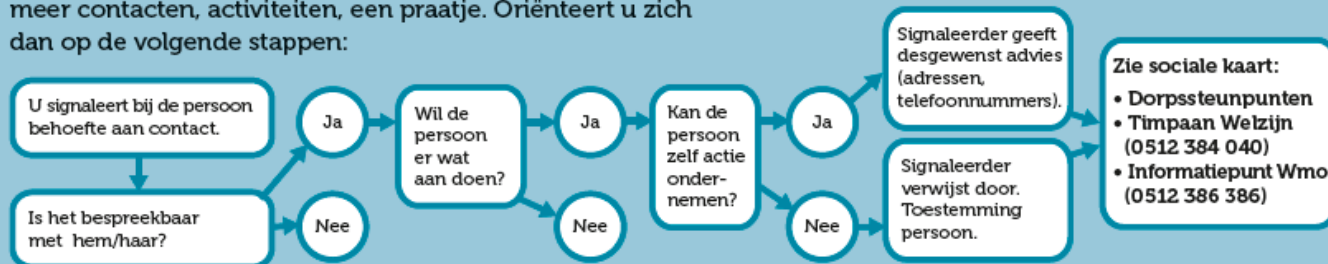 meer contacten, activiteiten, een praatje. Oriënteert u zich
dan op de volgende stappen:
U signaleert bij de persoon
behoefte aan contact.
Is het bespreekbaar
met hem/haar?
Ja
Nee
Wil de
persoon
er wat
aan doen?
Ja
Nee
Kan de
persoon
zelf actie
onder-
nemen?
Ja
Nee
Signaleerder geeft
desgewenst advies
(adressen,
telefoonnummers).
Signaleerder
verwijst door.
Toestemming
persoon.
Zie sociale kaart:
• Dorpssteunpunten
• Timpaan Welzijn
(0512 384 040)
• Informatiepunt Wmo
(0512 386 386)